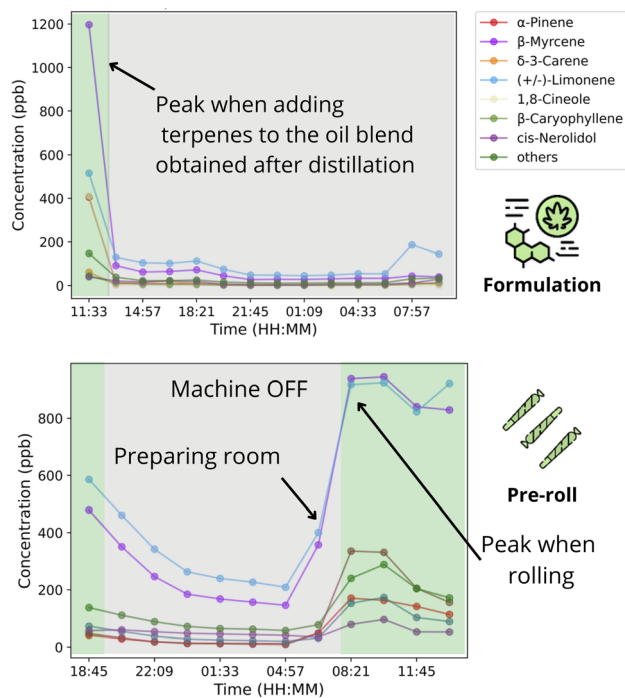 1200
1000
800
600
400
200
0
Concentration (ppb)
11:33 14:57 18:21 21:45 01:09 04:33 07:57
Time (HH:MM)
Peak when adding
terpenes to the oil blend
obtained after distillation
α-Pinene
β-Myrcene
δ-3-Carene
(+/-)-Limonene
1,8-Cineole
β-Caryophyllene
cis-Nerolidol
others
Formulation
800
600
400
200
0
Concentration (ppb)
Machine OFF
Preparing room
18:45 22:09 01:33 04:57 08:21 11:45
Time (HH:MM)
Pre-roll
Peak when
rolling